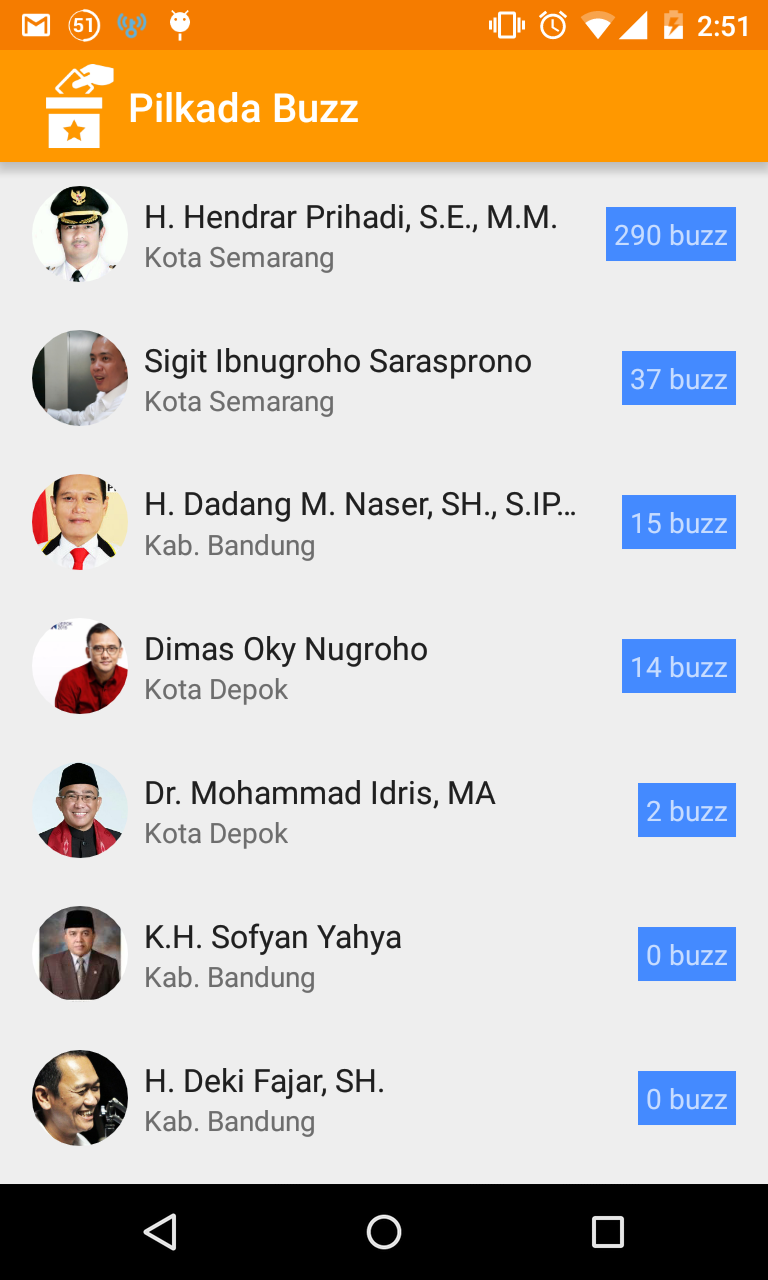 51
2:51
Pilkada Buzz
H. Hendrar Prihadi, S.E., M.M.
Kota Semarang
290 buzz
Sigit Ibnugroho Sarasprono
Kota Semarang
37 buzz
H. Dadang M. Naser, SH., S.IP…
Kab. Bandung
15 buzz
Dimas Oky Nugroho
Kota Depok
14 buzz
Dr. Mohammad Idris, MA
Kota Depok
2 buzz
K.H. Sofyan Yahya
Kab. Bandung
0 buzz
H. Deki Fajar, SH.
Kab. Bandung
0 buzz